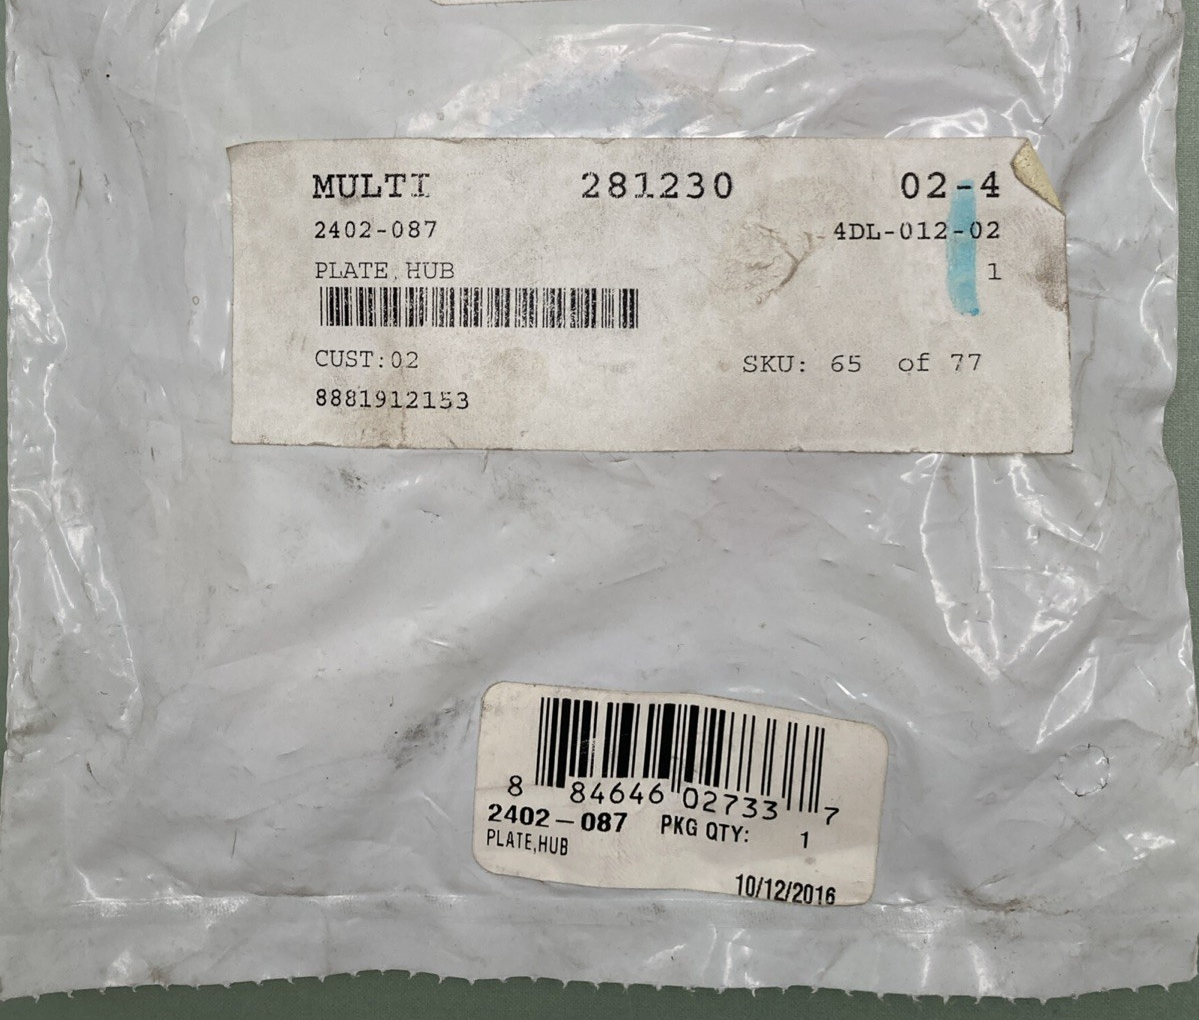 MULTI 281230 02-4
2402-087 4DL-012-02
PLATE, HUB 1
CUST:02 SKU: 65 of 77
8881912153
8 84646 02733 7
2402-087 PKG QTY: 1
PLATE,HUB
10/12/2016